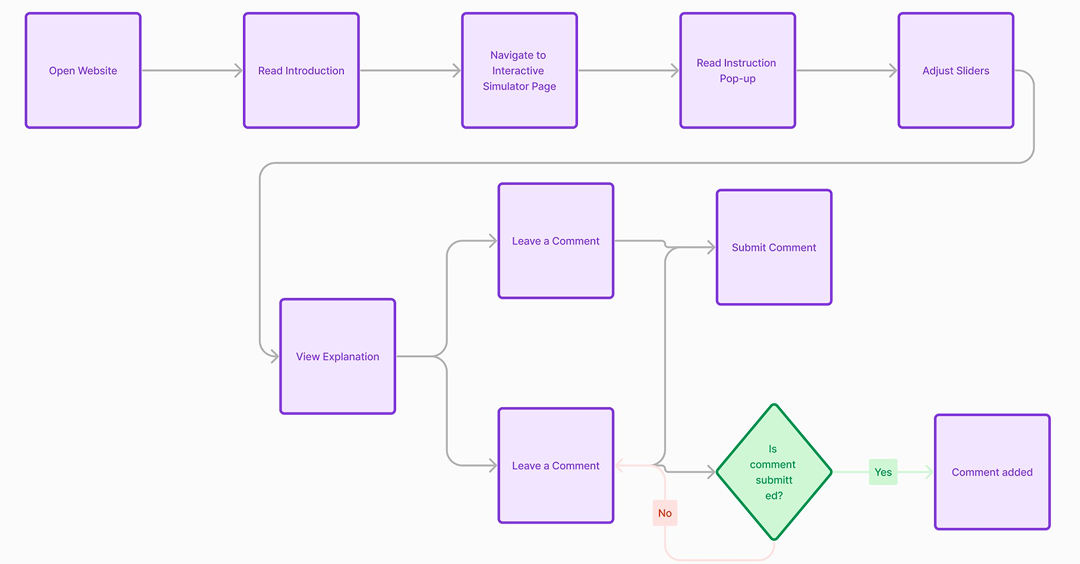 Open Website
Read Introduction
Navigate to
Interactive
Simulator Page
Read Instruction
Pop-up
Adjust Sliders
Leave a Comment
Submit Comment
View Explanation
Leave a Comment
Is
comment
submitt
ed?
Yes
Comment added
No